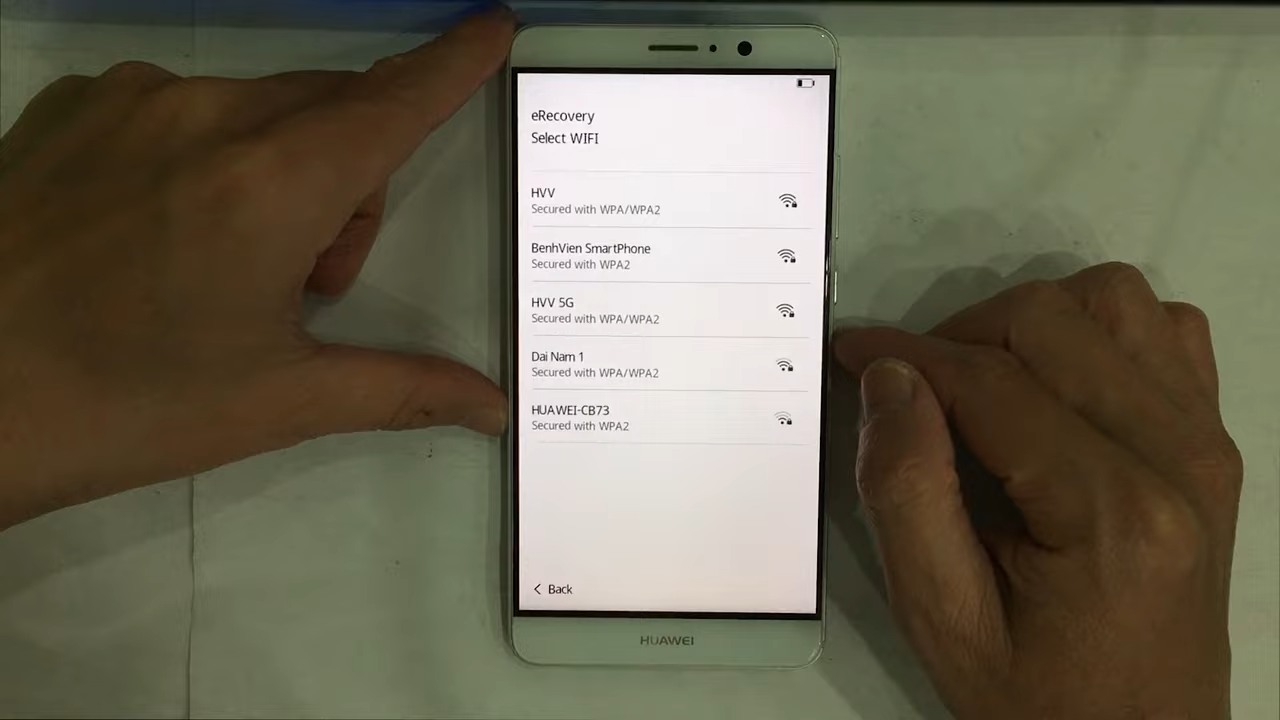 eRecovery
Select WIFI
HVV
Secured with WPA/WPA2
BenhVien SmartPhone
Secured with WPA2
HVV 5G
Secured with WPA/WPA2
Dai Nam 1
Secured with WPA/WPA2
HUAWEI-CB73
Secured with WPA2
Back
HUAWEI